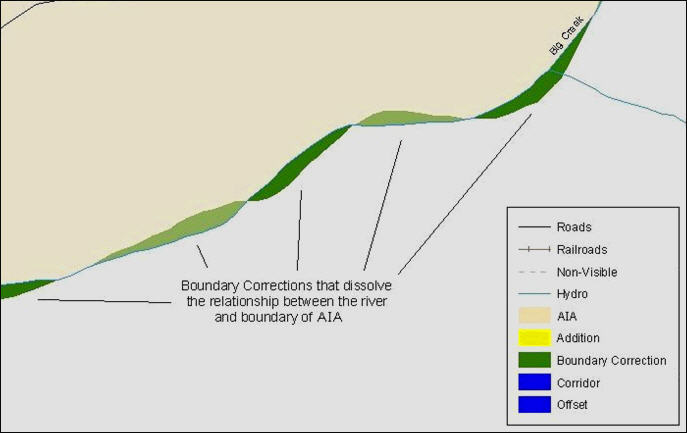 Big Creek
Boundary Corrections that dissolve
the relationship between the river
and boundary of AIA
Roads
Railroads
Non-Visible
Hydro
AIA
Addition
Boundary Correction
Corridor
Offset